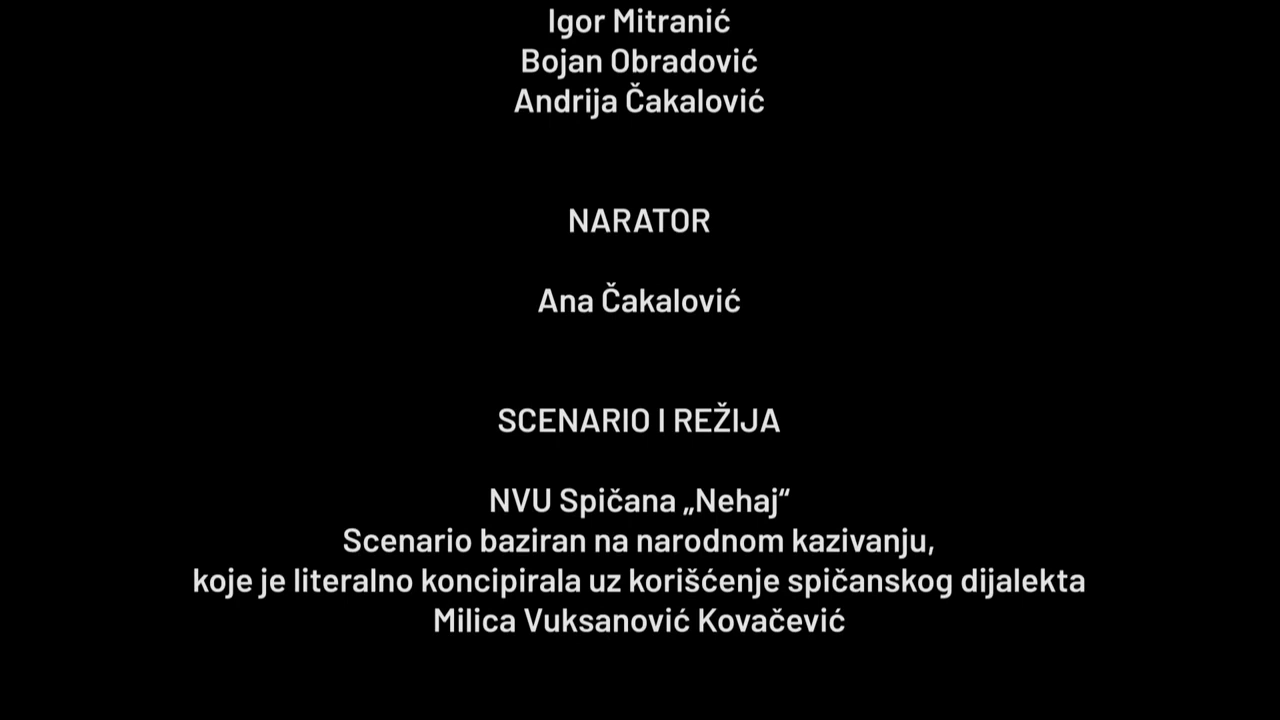 Igor Mitranić
Bojan Obradović
Andrija Čakalović
NARATOR
Ana Čakalović
SCENARIO I REŽIJA
NVU Spičana „Nehaj“
Scenario baziran na narodnom kazivanju,
koje je literalno koncipirala uz korišćenje spičanskog dijalekta
Milica Vuksanović Kovačević